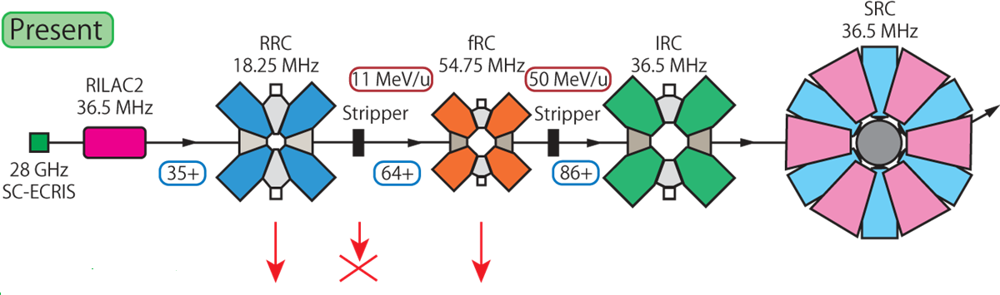 Present
RILAC2
36.5 MHz
28 GHz
SC-ECRIS
35+
RRC
18.25 MHz
11 MeV/u
Stripper
64+
fRC
54.75 MHz
50 MeV/u
Stripper
86+
IRC
36.5 MHz
SRC
36.5 MHz